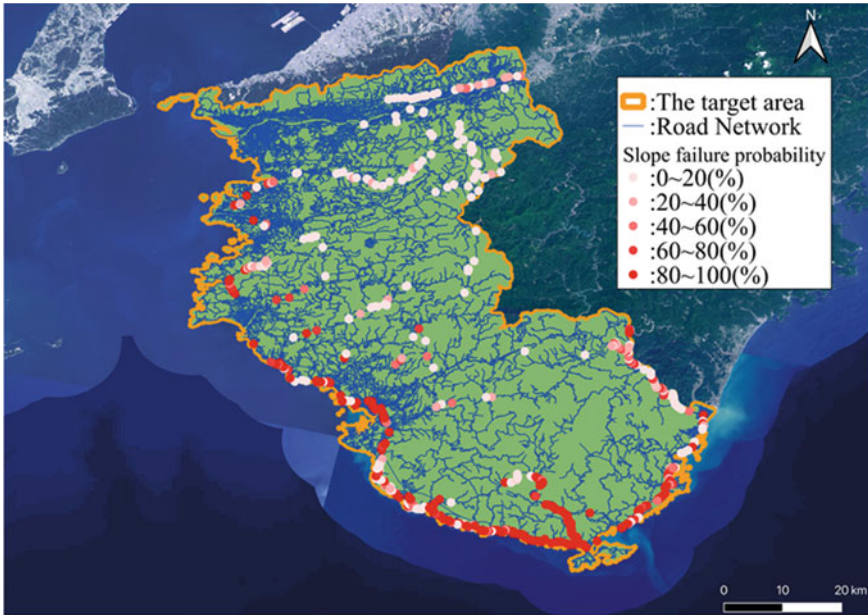 N
:The target area
:Road Network
Slope failure probability
:0~20(%)
:20~40(%)
:40~60(%)
:60~80(%)
:80~100(%)
0 10 20 km